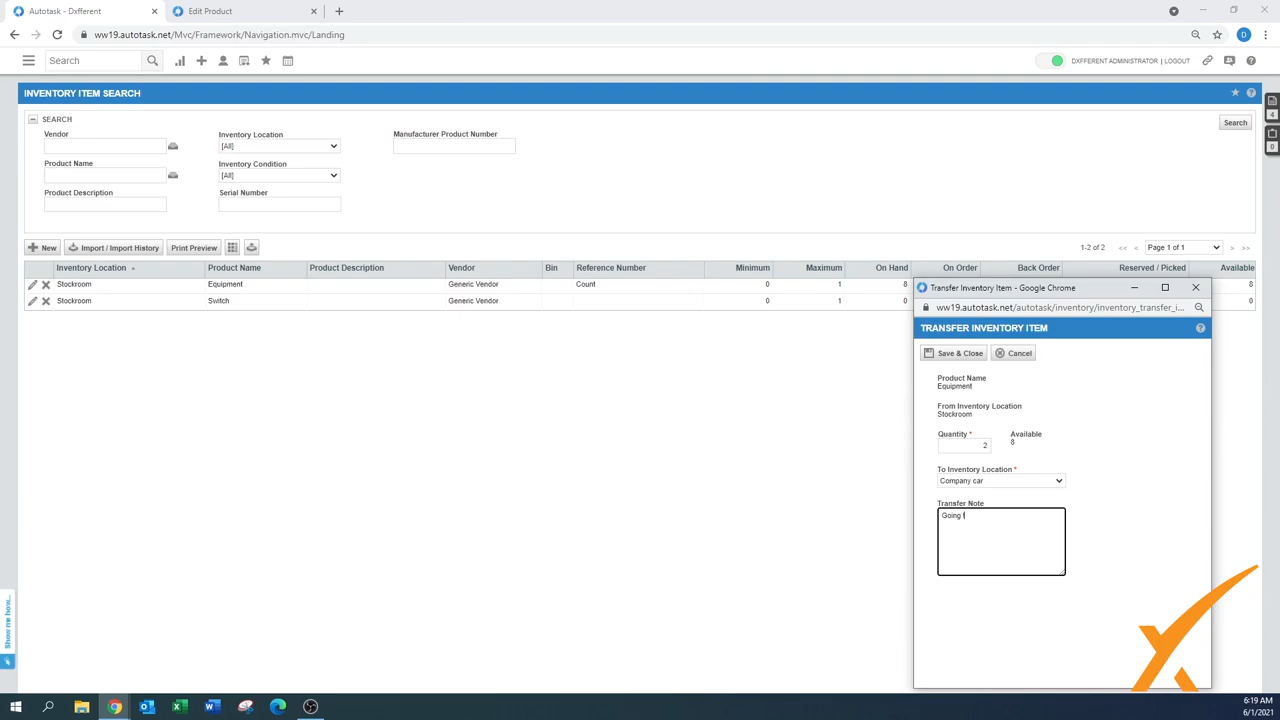 Autotask - Dxfferent
Edit Product
ww19.autotask.net/Mvc/Framework/Navigation.mvc/Landing
D
Search
DXFFERENT ADMINISTRATOR | LOGOUT
INVENTORY ITEM SEARCH
4
0
SEARCH
Search
Vendor
Inventory Location
Manufacturer Product Number
[All]
Product Name
Inventory Condition
[All]
Product Description
Serial Number
New
Import / Import History
Print Preview
1-2 of 2
<< < Page 1 of 1 > >>
Inventory Location Product Name Product Description Vendor Bin Reference Number Minimum Maximum On Hand On Order Back Order Reserved / Picked Available
Stockroom Equipment Generic Vendor Count 0 1 8 8
Stockroom Switch Generic Vendor 0 1 0 0
Transfer Inventory Item - Google Chrome
ww19.autotask.net/autotask/inventory/inventory_transfer_i...
TRANSFER INVENTORY ITEM
Save & Close
Cancel
Product Name
Equipment
From Inventory Location
Stockroom
Quantity *
Available
2
8
To Inventory Location *
Company car
Transfer Note
Going f
Show me how...
6:19 AM
6/1/2021